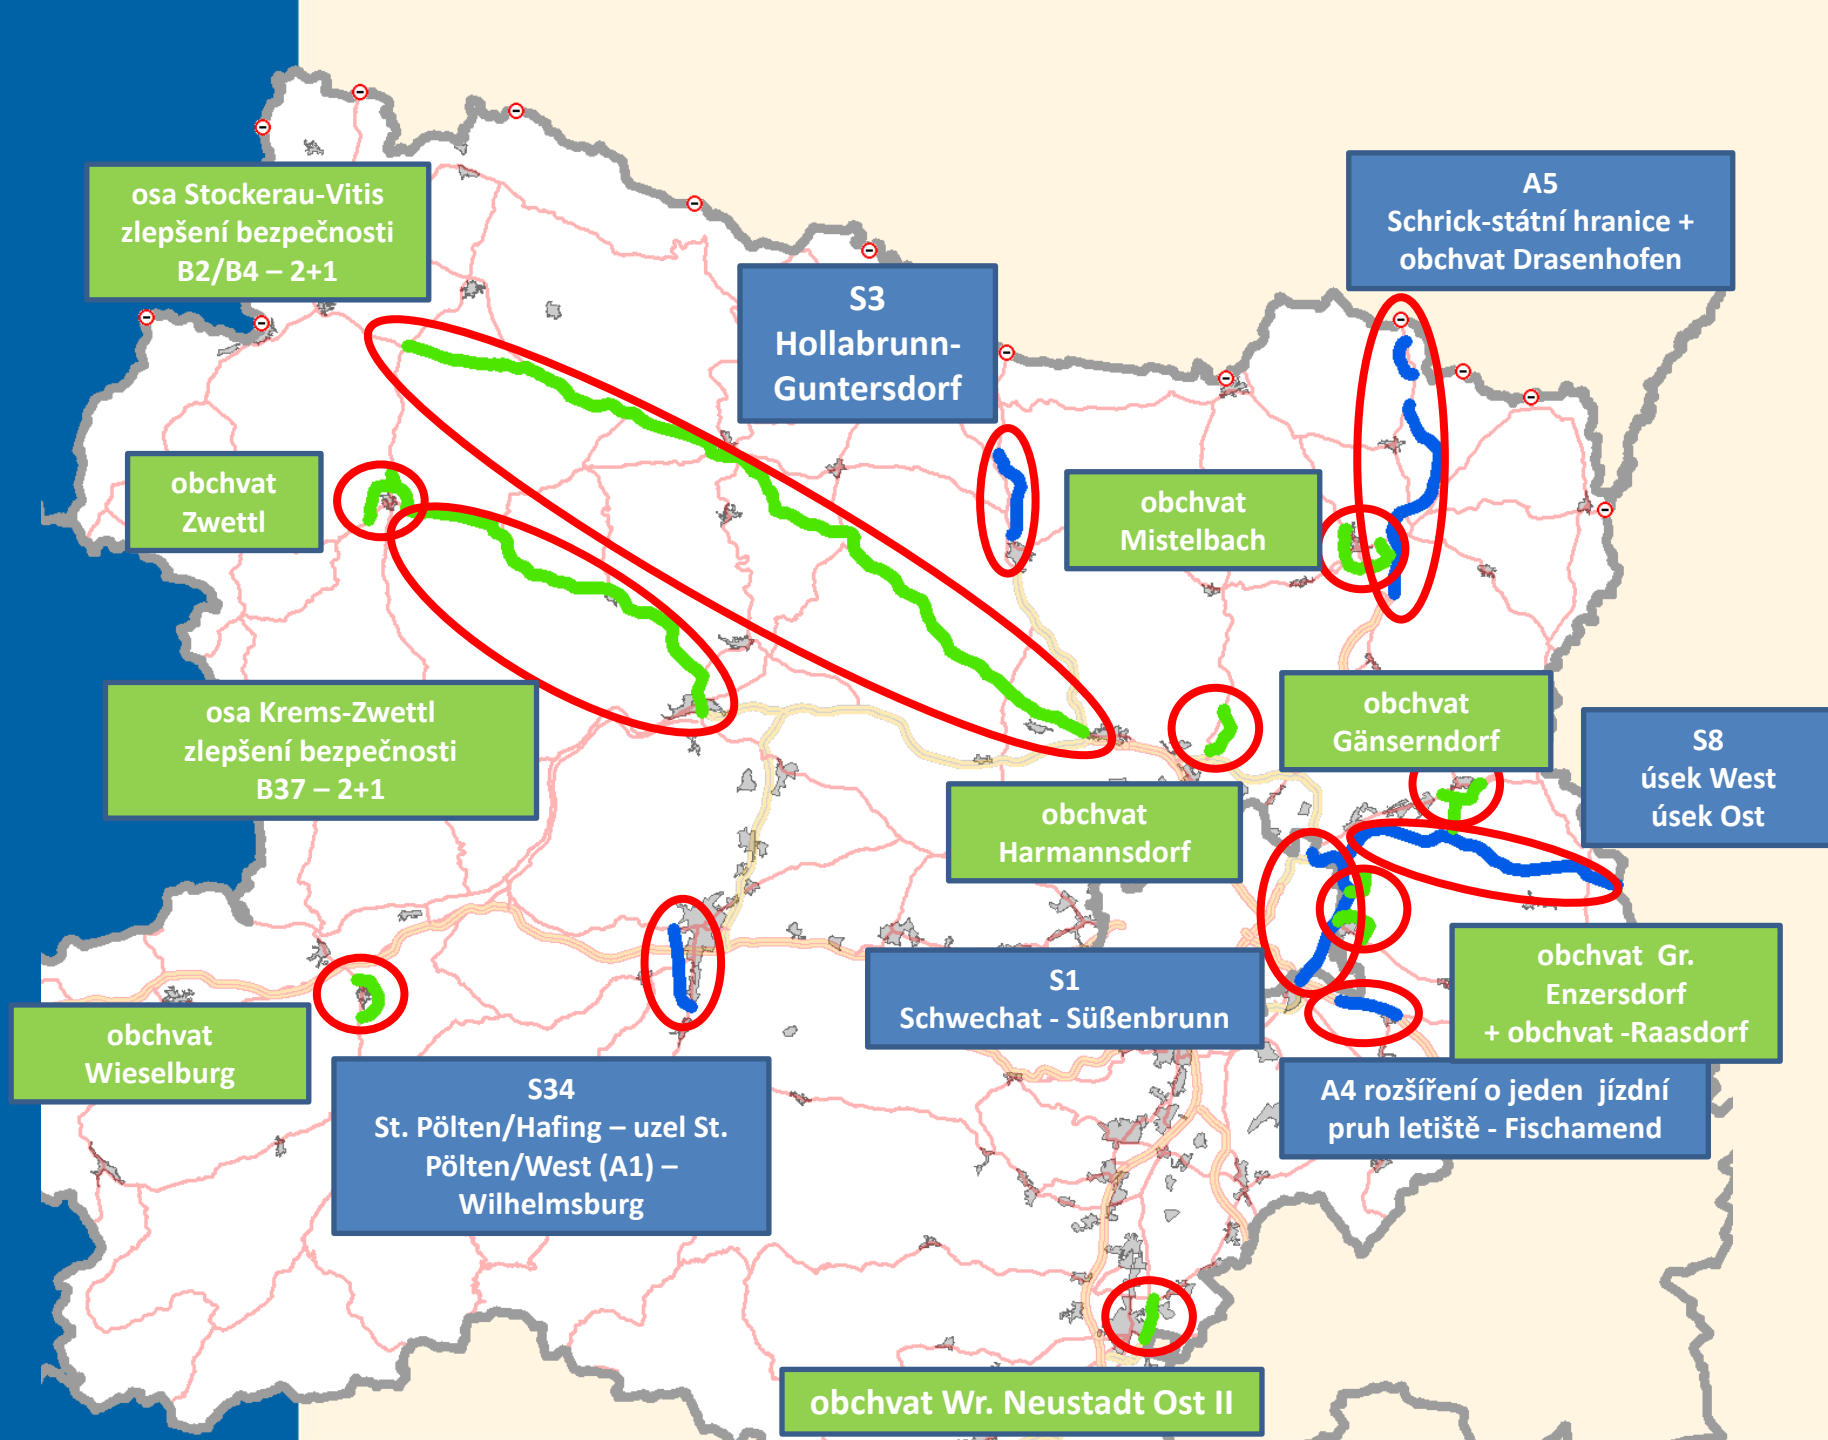 osa Stockerau-Vitis
zlepšení bezpečnosti
B2/B4 – 2+1
A5
Schrick-státní hranice +
obchvat Drasenhofen
S3
Hollabrunn-
Guntersdorf
obchvat
Zwettl
obchvat
Mistelbach
osa Krems-Zwettl
zlepšení bezpečnosti
B37 – 2+1
obchvat
Gänserndorf
S8
úsek West
úsek Ost
obchvat
Harmannsdorf
obchvat Gr.
Enzersdorf
+ obchvat -Raasdorf
S1
Schwechat - Süßenbrunn
obchvat
Wieselburg
S34
St. Pölten/Hafing – uzel St.
Pölten/West (A1) –
Wilhelmsburg
A4 rozšíření o jeden jízdní
pruh letiště - Fischamend
obchvat Wr. Neustadt Ost II